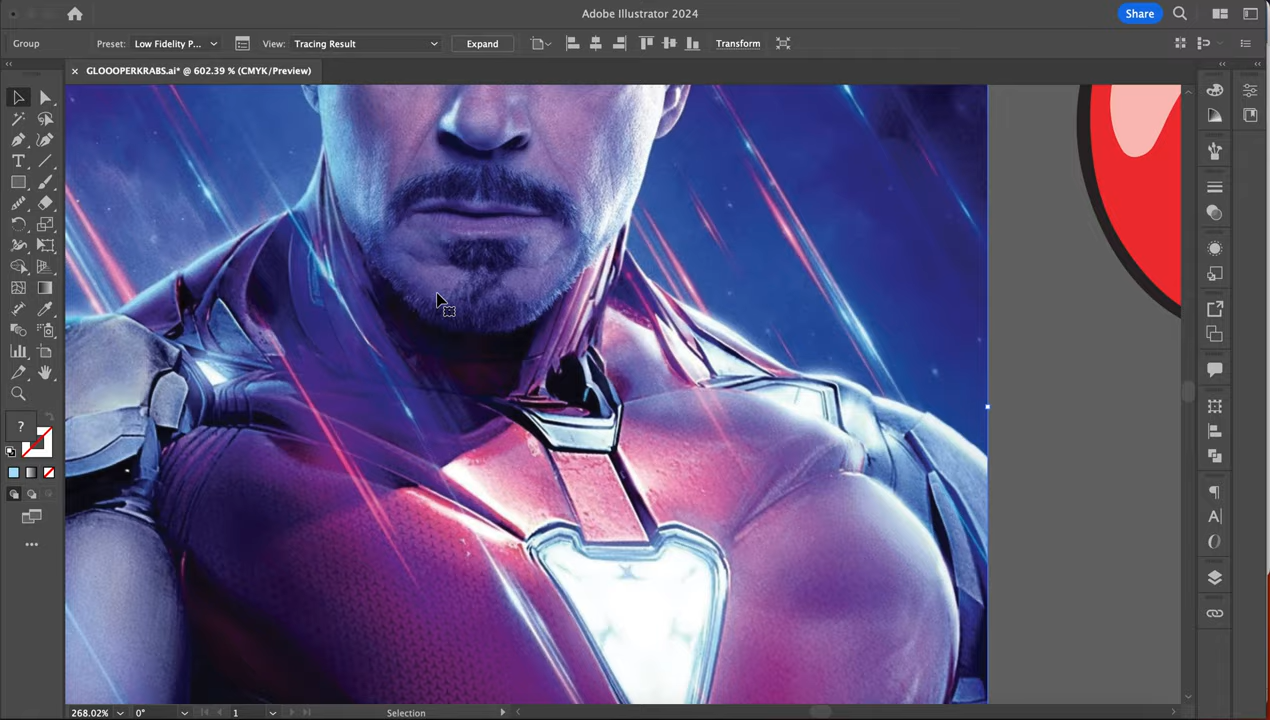 Adobe Illustrator 2024
Share
Group
Preset: Low Fidelity P...
View: Tracing Result
Expand
Transform
× GLOOOPERKRABS.ai* @ 602.39 % (CMYK/Preview)
?
268.02%
0°
1
Selection